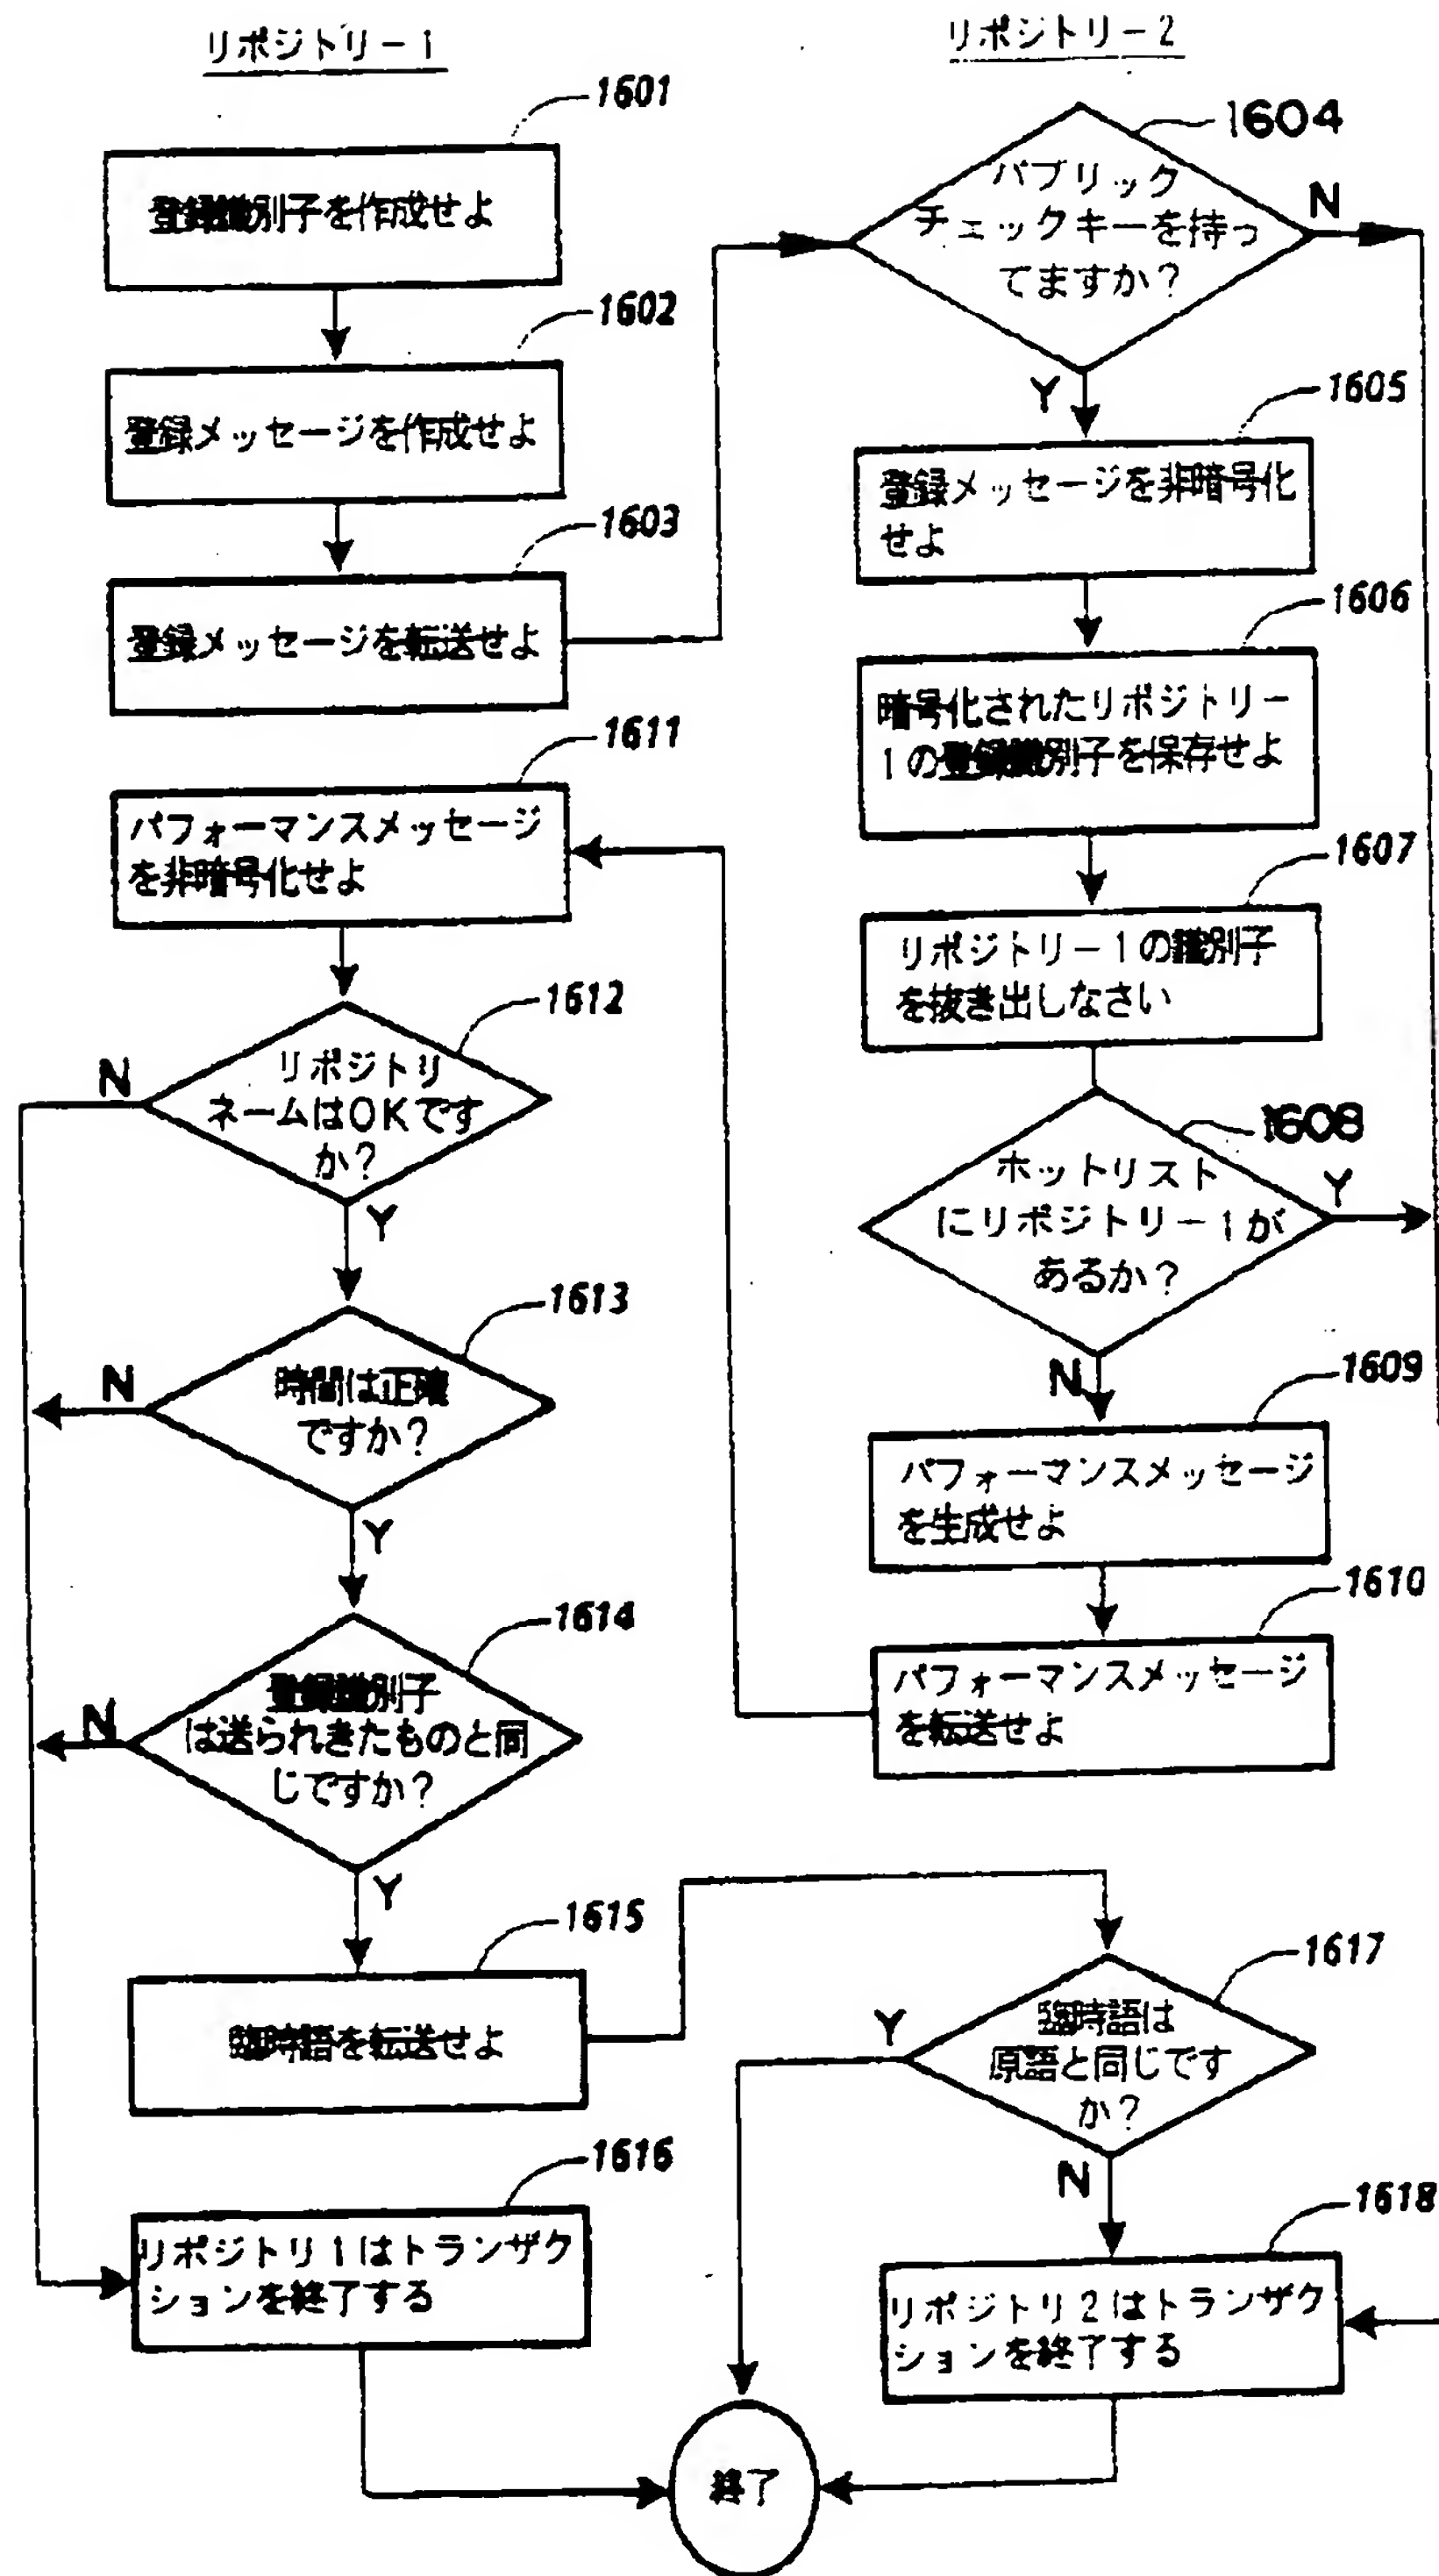 リポジトリー1
1601
登録識別子を作成せよ
1602
登録メッセージを作成せよ
1603
登録メッセージを転送せよ
1611
パフォーマンスメッセージ
を非暗号化せよ
1612
リポジトリ
ネームはOKです
か?
N
Y
1613
時間は正確
ですか?
N
Y
1614
登録識別子
は送られきたものと同
じですか?
N
Y
1615
臨時語を転送せよ
1616
リポジトリ1はトランザク
ションを終了する
リポジトリー2
1604
パブリック
チェックキーを持っ
てますか?
N
Y
1605
登録メッセージを非暗号化
せよ
1606
暗号化されたリポジトリー
1の登録識別子を保存せよ
1607
リポジトリー1の識別子
を抜き出しなさい
1608
ホットリスト
にリポジトリー1が
あるか?
Y
N
1609
パフォーマンスメッセージ
を生成せよ
1610
パフォーマンスメッセージ
を転送せよ
1617
臨時語は
原語と同じです
か?
Y
N
1618
リポジトリ2はトランザク
ションを終了する
終了